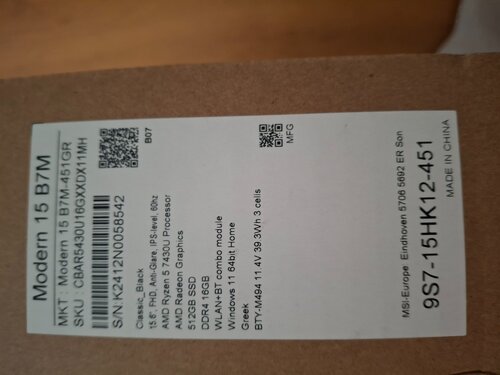 Modern 15 B7M
MKT : Modern 15 B7M-451GR
SKU : CBAR5430U16GXXDX11MH
S/N K2412N0058542
B07
Classic_Black
15.6", FHD, Anti-Glare, IPS-level, 60hz
AMD Ryzen 5 7430U Processor
AMD Radeon Graphics
512GB SSD
DDR4 16GB
WLAN+BT combo module
Windows 11 64bit Home
Greek
BTY-M494 11.4V 39.3Wh 3 cells
MFG
MSI-Europe Eindhoven 5706 5692 ER Son
9S7-15HK12-451
MADE IN CHINA